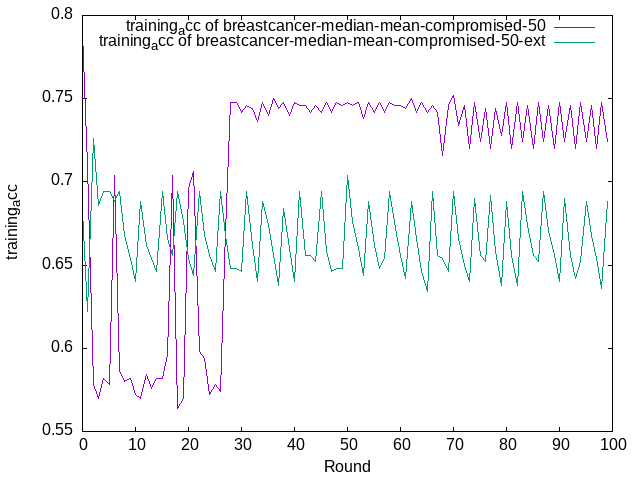 training_acc of breastcancer-median-mean-compromised-50
training_acc of breastcancer-median-mean-compromised-50-ext
0.8
0.75
0.7
0.65
0.6
0.55
training_acc
0 10 20 30 40 50 60 70 80 90 100
Round